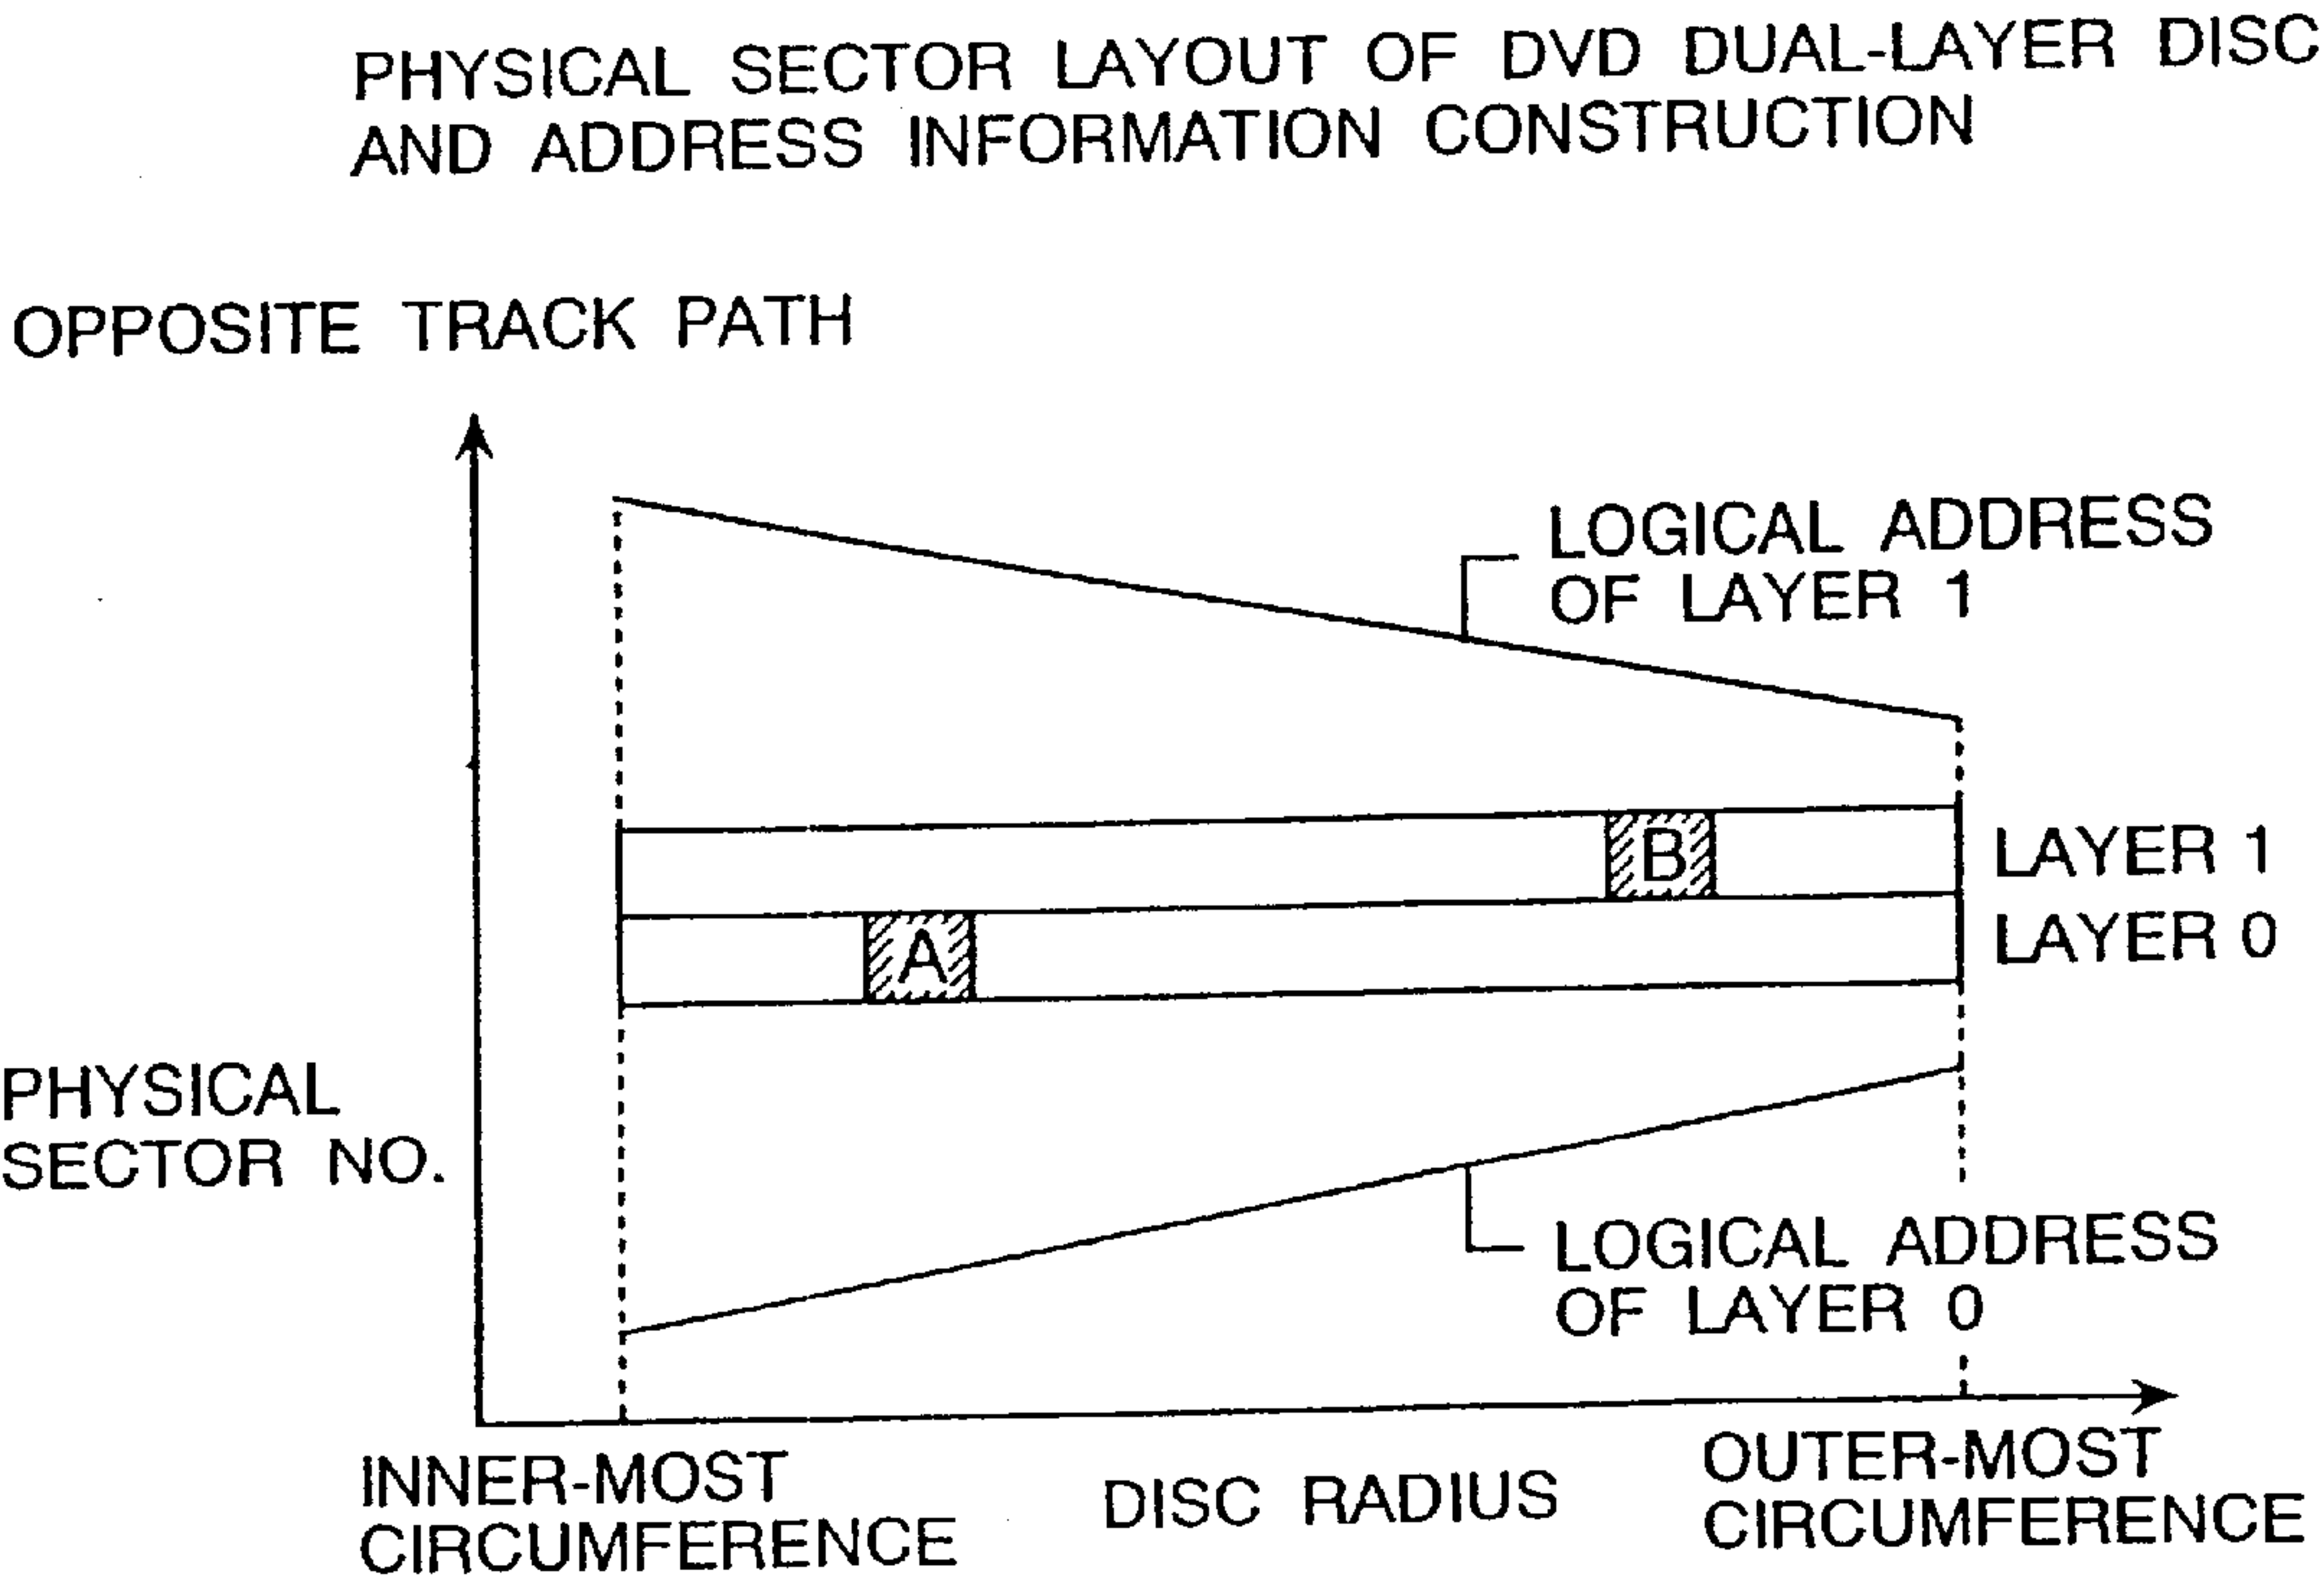 PHYSICAL SECTOR LAYOUT OF DVD DUAL-LAYER DISC
AND ADDRESS INFORMATION CONSTRUCTION
OPPOSITE TRACK PATH
LOGICAL ADDRESS
OF LAYER 1
B
LAYER 1
A
LAYER 0
PHYSICAL
SECTOR NO.
LOGICAL ADDRESS
OF LAYER 0
INNER-MOST
CIRCUMFERENCE
DISC RADIUS
OUTER-MOST
CIRCUMFERENCE